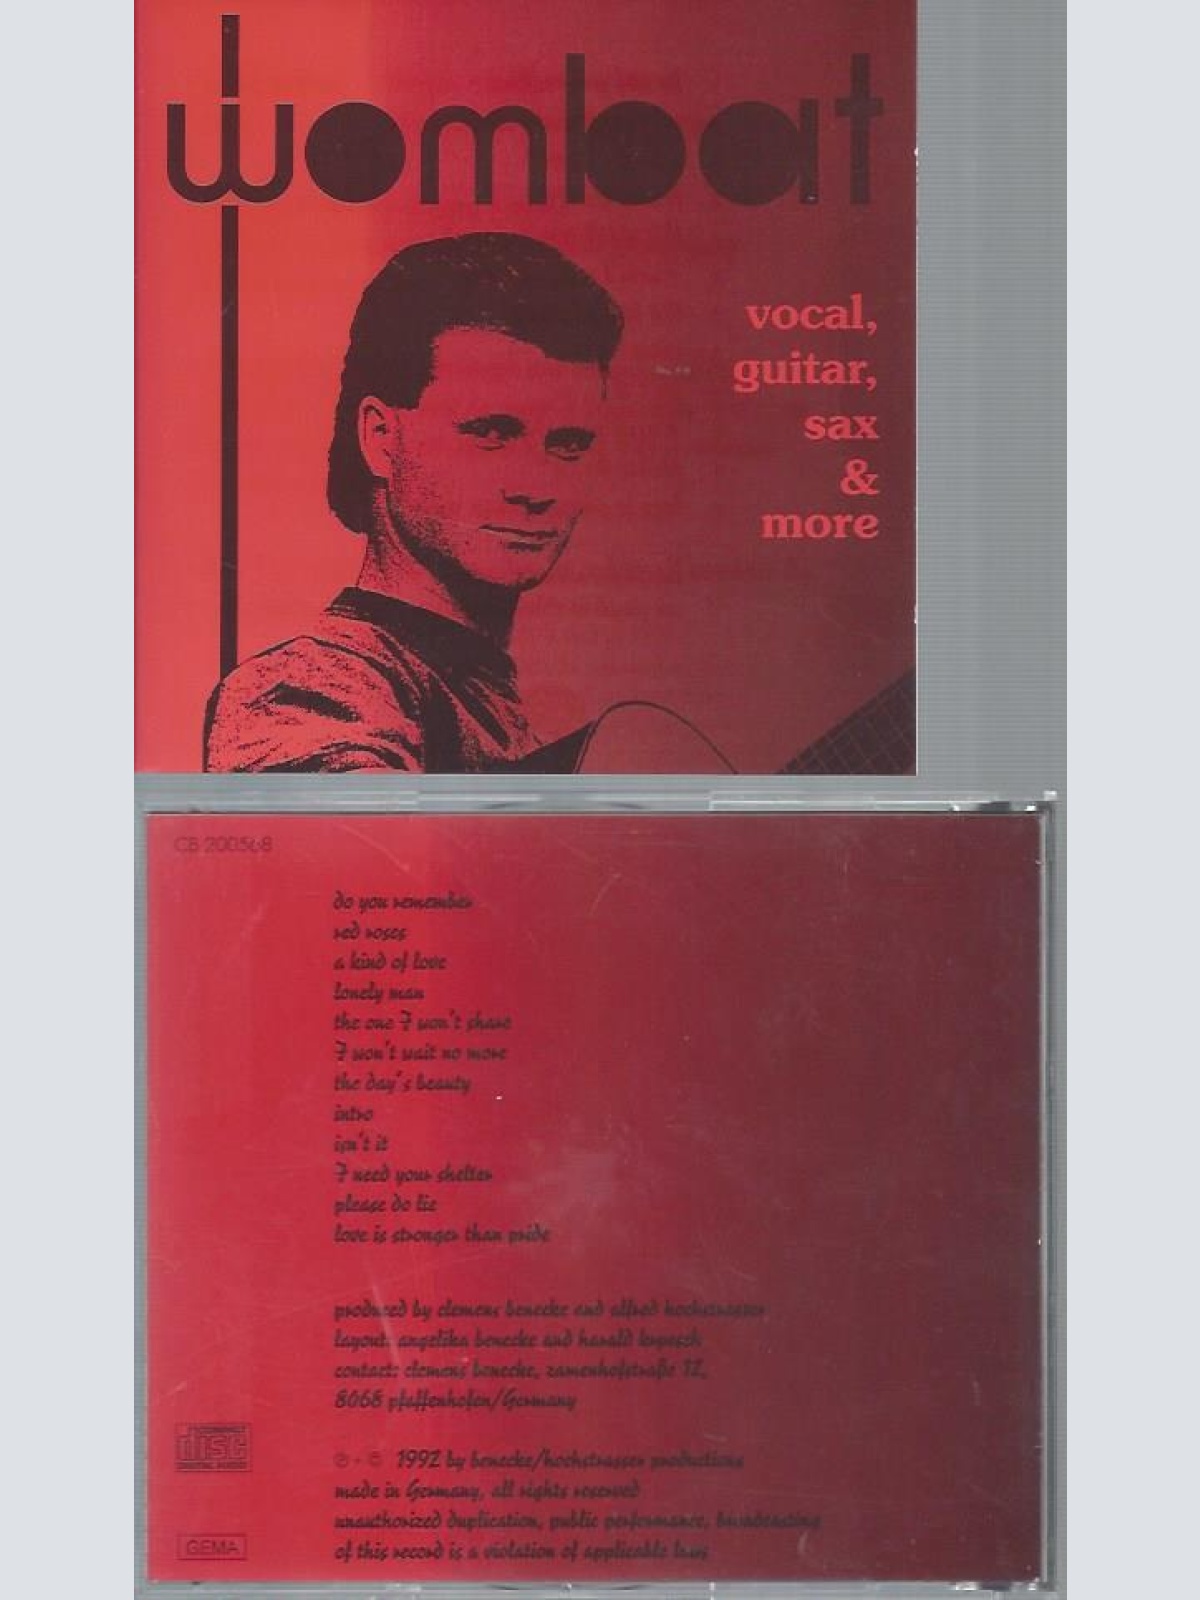 wombat
vocal,
guitar,
sax
&
more
do you remember
red roses
a kind of love
lonely man
the one I won't share
I won't wait no more
the day's beauty
intro
isn't it
I need your shelter
please do lie
love is stronger than pride
produced by clemens benecke and alfred hochstrasser
layout: angelika benecke and harald
contact: clemens benecke, zamenhofstraße 12,
8068 pfaffenhofen/Germany
℗ + © 1992 by benecke/hochstrasser productions
disc
DIGITAL AUDIO
made in Germany, all rights reserved
unauthorized duplication, public performance, broadcasting
GEMA
of this record is a violation of applicable laws